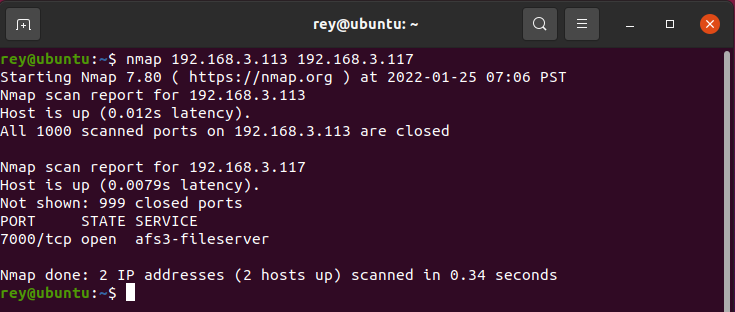 rey@ubuntu: ~
rey@ubuntu:~$ nmap 192.168.3.113 192.168.3.117
Starting Nmap 7.80 ( https://nmap.org ) at 2022-01-25 07:06 PST
Nmap scan report for 192.168.3.113
Host is up (0.012s latency).
All 1000 scanned ports on 192.168.3.113 are closed

Nmap scan report for 192.168.3.117
Host is up (0.0079s latency).
Not shown: 999 closed ports
PORT     STATE SERVICE
7000/tcp open  afs3-fileserver

Nmap done: 2 IP addresses (2 hosts up) scanned in 0.34 seconds
rey@ubuntu:~$